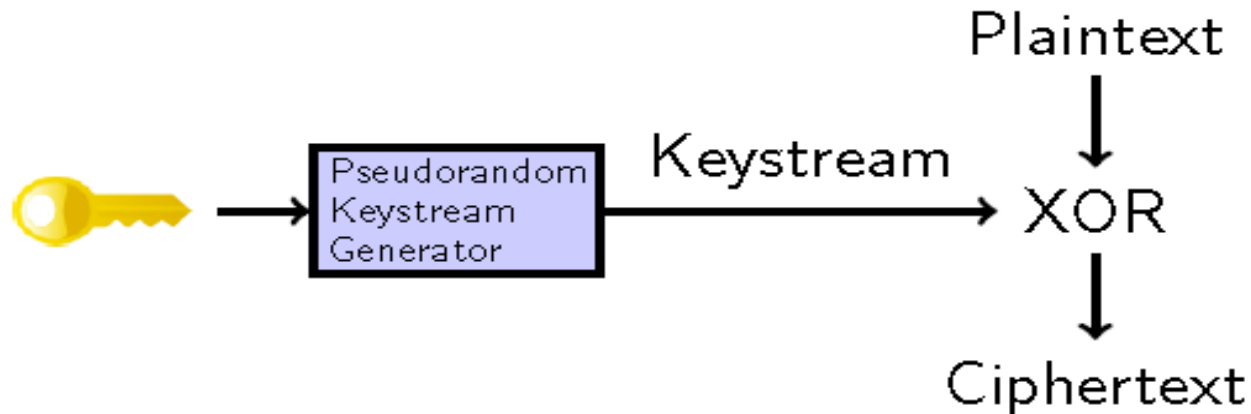 Plaintext
Keystream
Pseudorandom
Keystream
Generator
XOR
Ciphertext